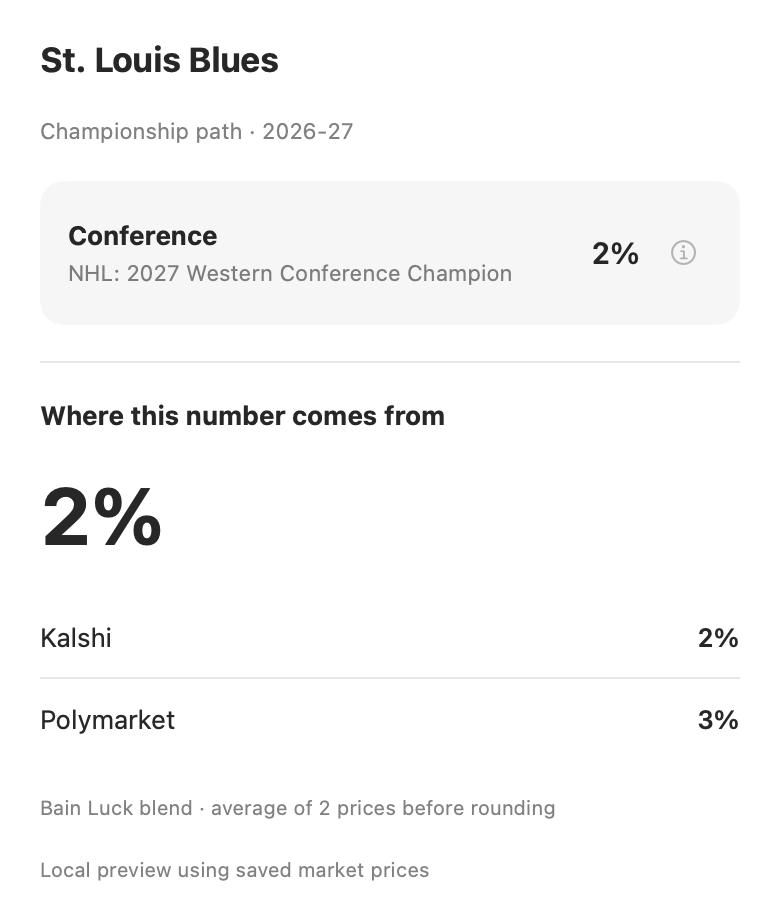 St. Louis Blues
Championship path · 2026-27
Conference
NHL: 2027 Western Conference Champion
2%
Where this number comes from
2%
Kalshi 2%
Polymarket 3%
Bain Luck blend · average of 2 prices before rounding
Local preview using saved market prices